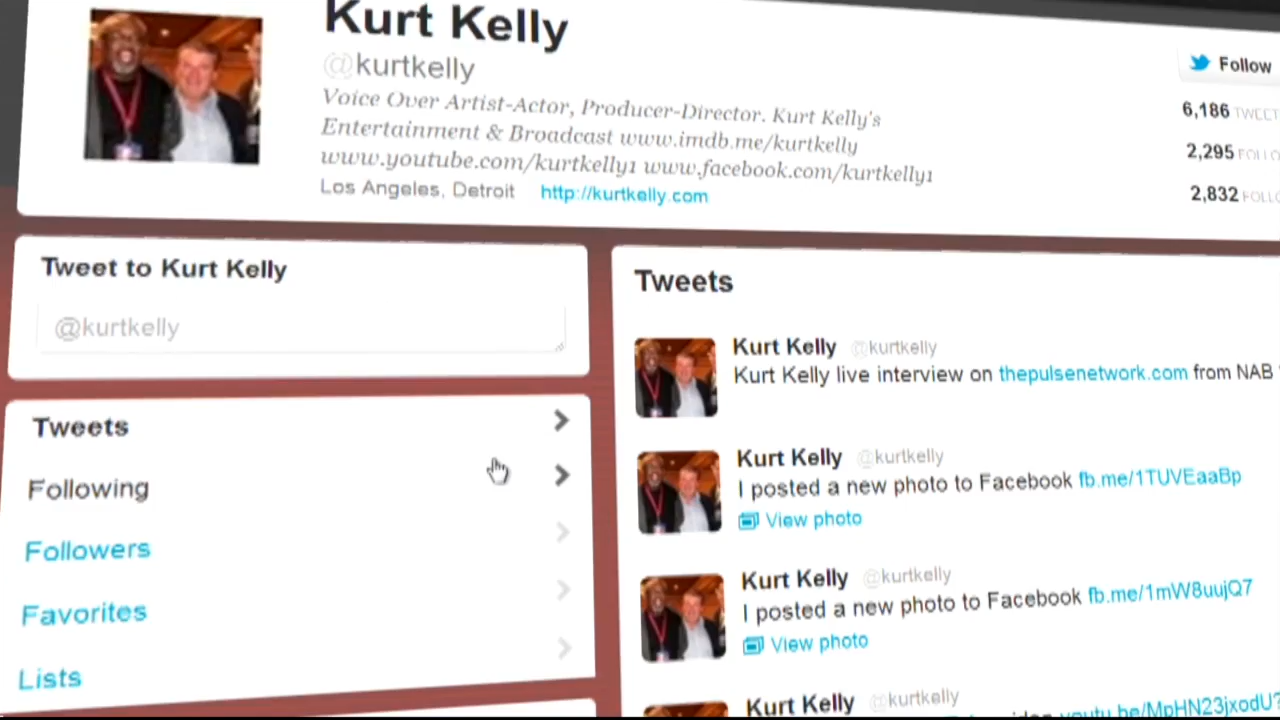 Kurt Kelly
@kurtkelly
Voice Over Artist-Actor, Producer-Director. Kurt Kelly's
Entertainment & Broadcast www.imdb.me/kurtkelly
www.youtube.com/kurtkelly1 www.facebook.com/kurtkelly1
Los Angeles, Detroit http://kurtkelly.com
Follow
6,186 TWEET
2,295 FOLLO
2,832 FOLLO
Tweet to Kurt Kelly
@kurtkelly
Tweets
Following
Followers
Favorites
Lists
Tweets
Kurt Kelly @kurtkelly
Kurt Kelly live interview on thepulsenetwork.com from NAB
Kurt Kelly @kurtkelly
I posted a new photo to Facebook fb.me/1TUVEaaBp
View photo
Kurt Kelly @kurtkelly
I posted a new photo to Facebook fb.me/1mW8uujQ7
View photo
Kurt Kelly @kurtkelly